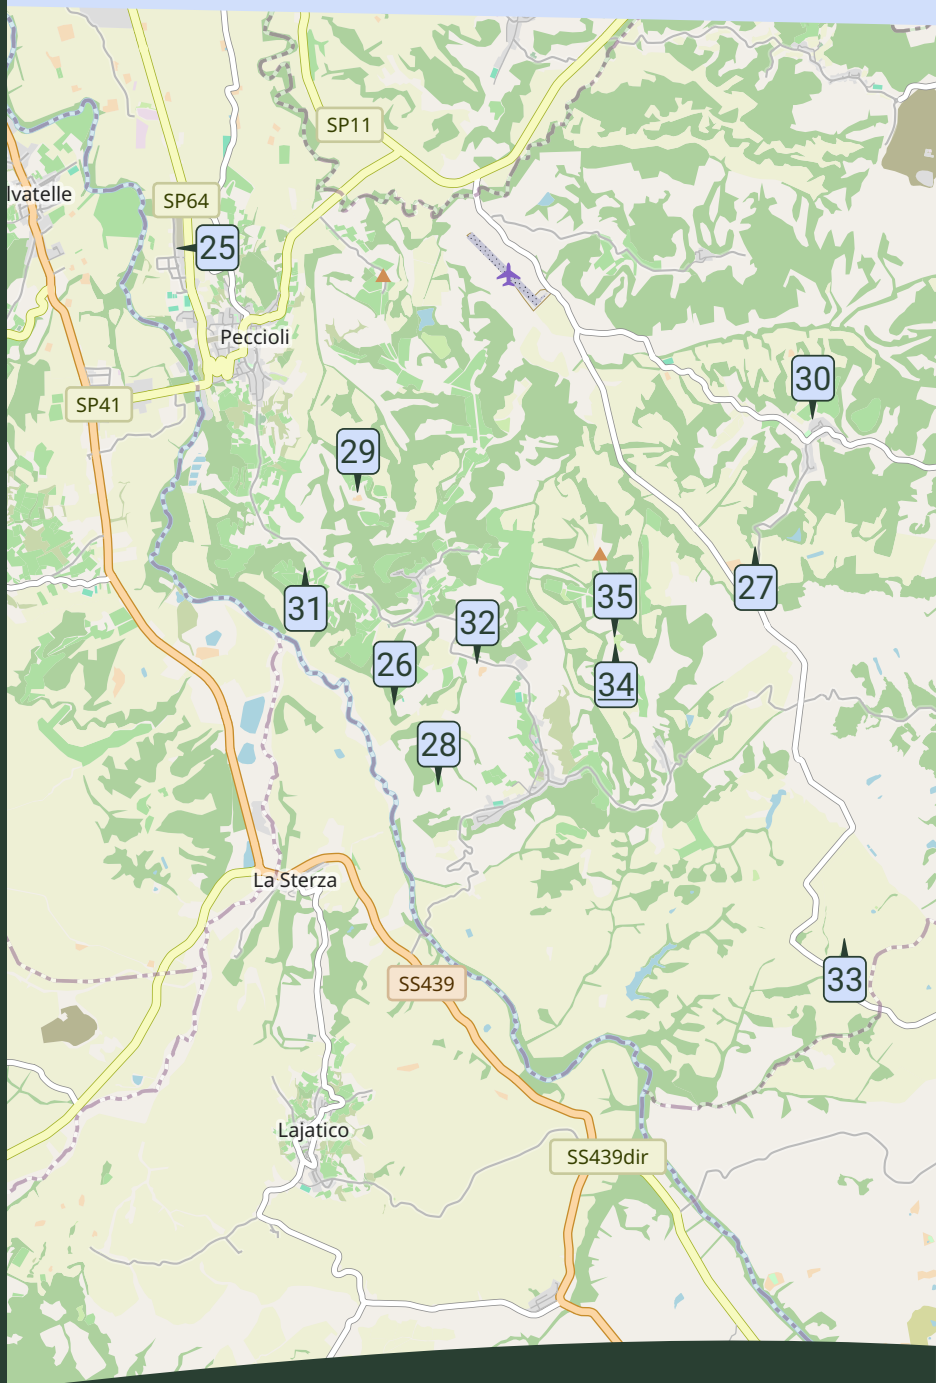 SP11
lvatelle
SP64
25
Peccioli
30
SP41
29
27
35
31
32
26
34
28
La Sterza
33
SS439
Lajatico
SS439dir